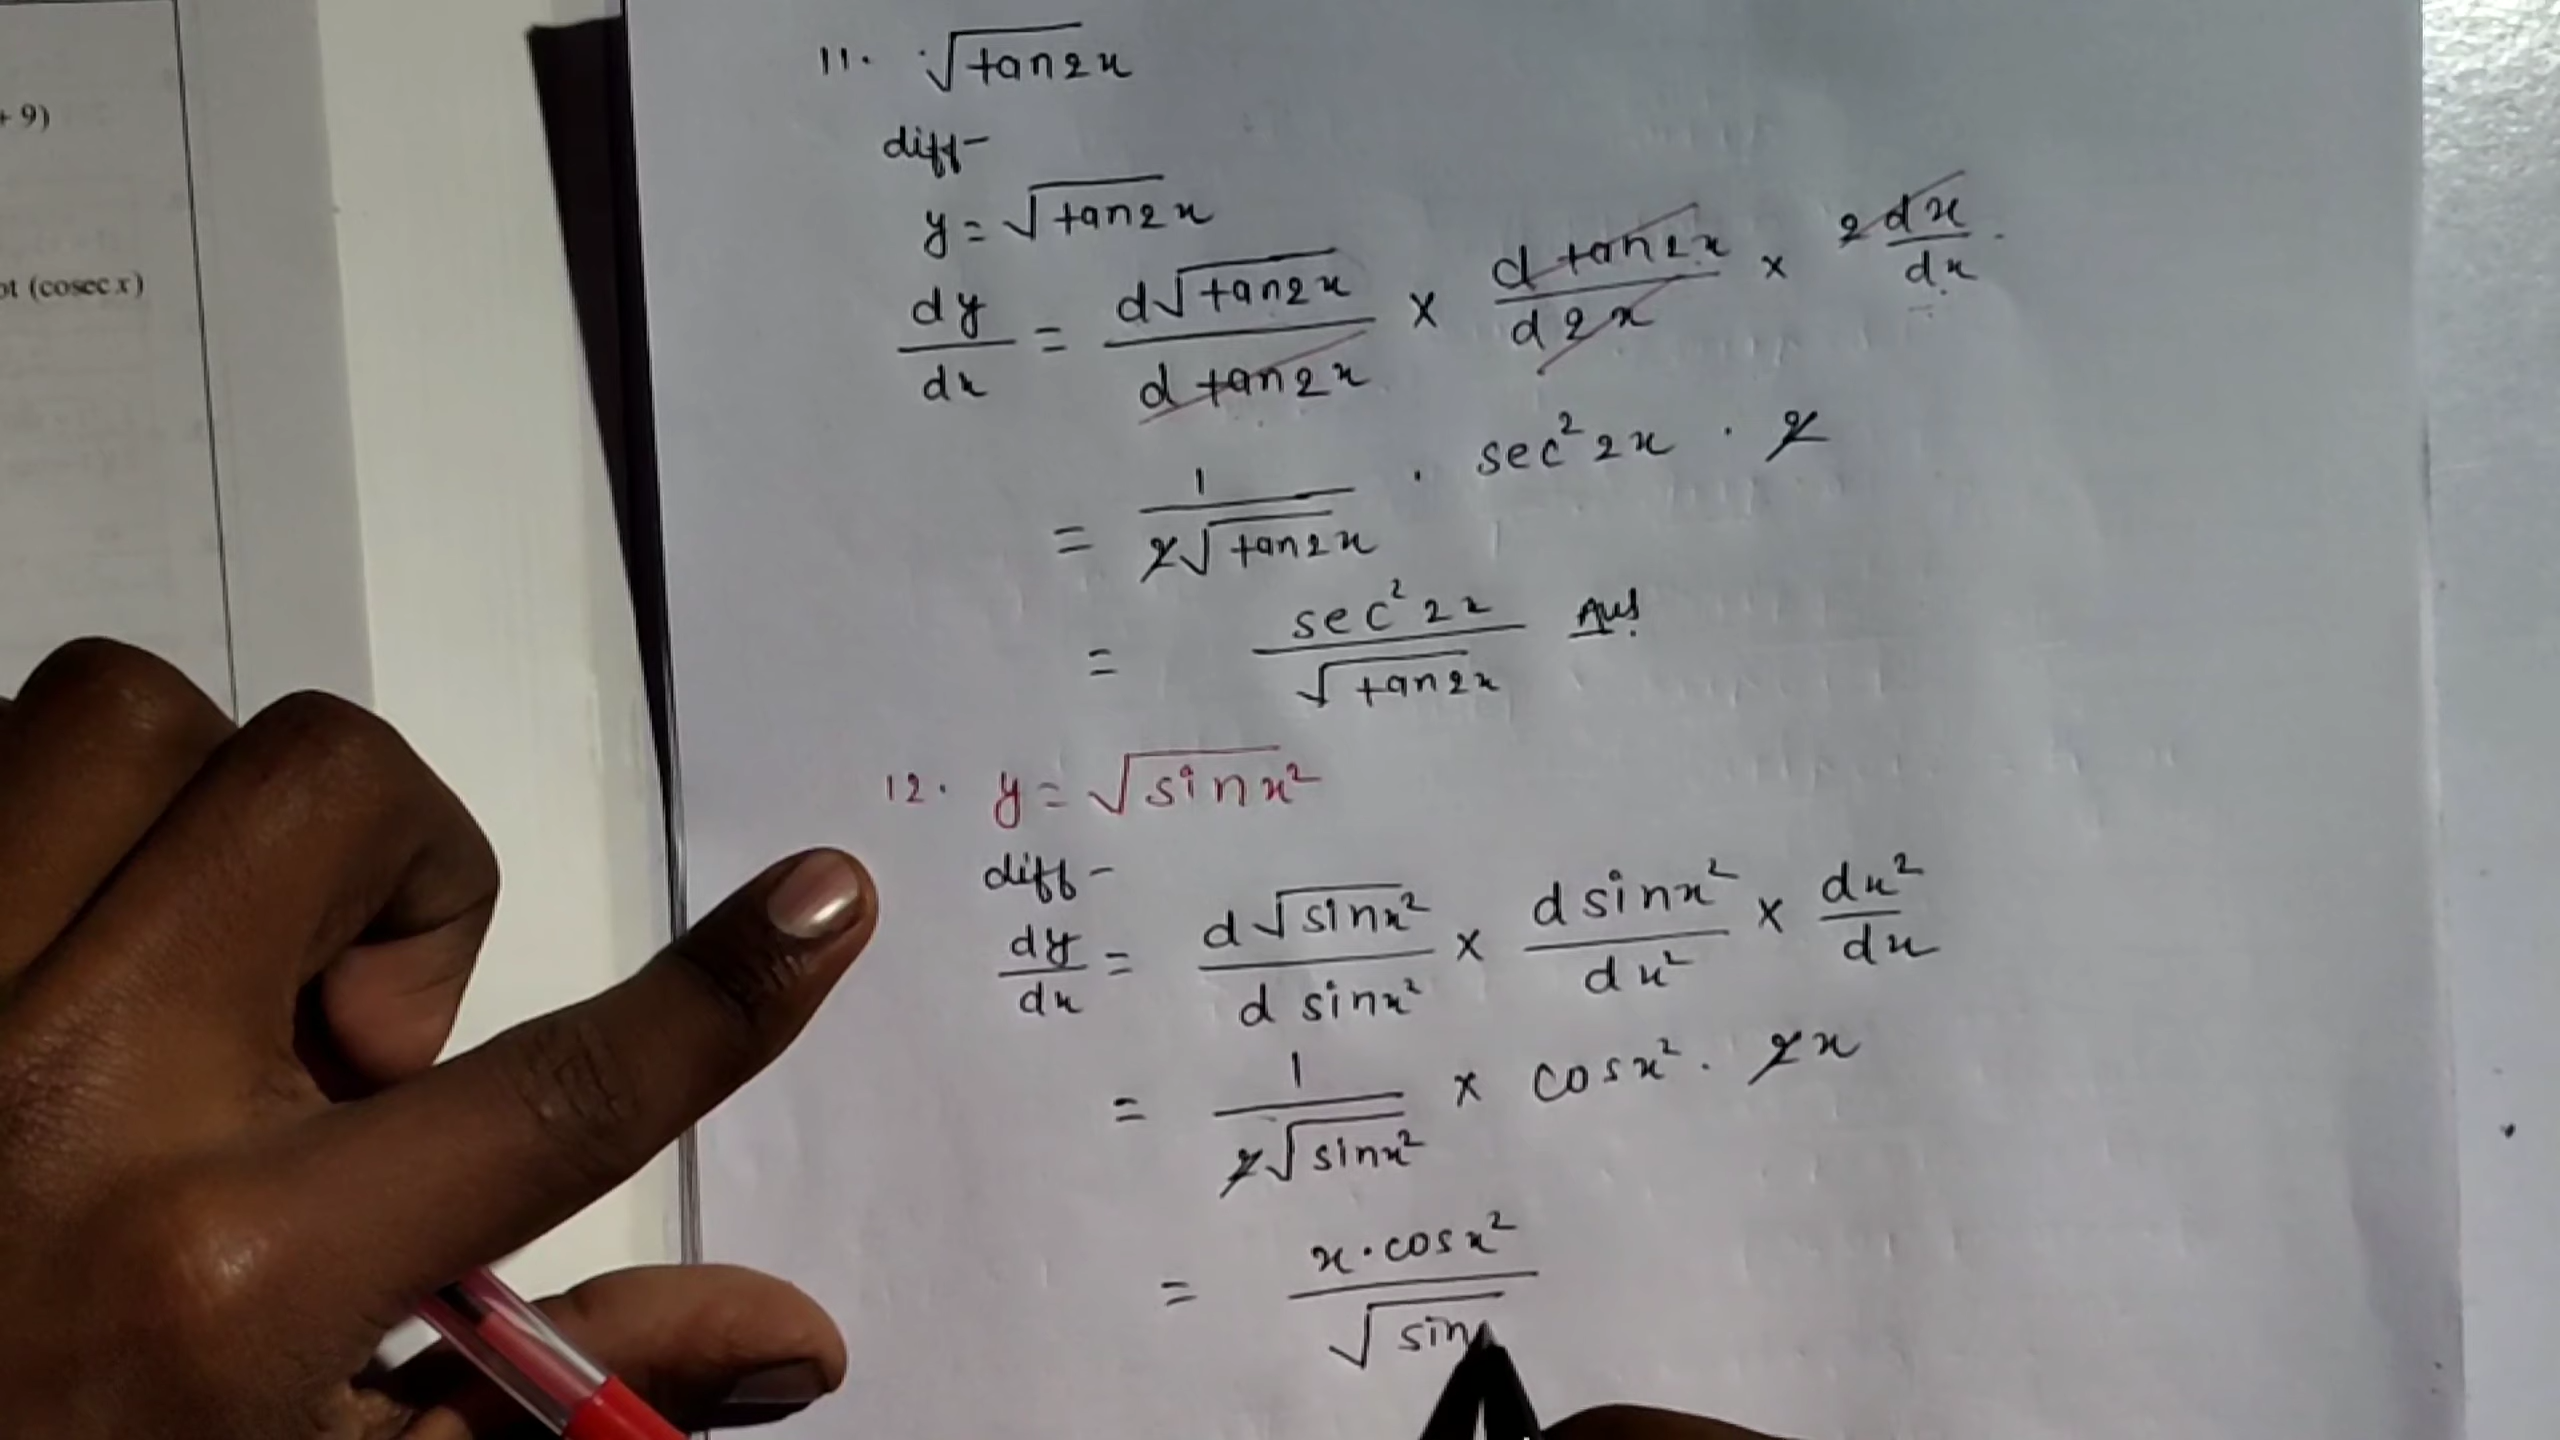 + 9)
ot (cosec x)
11. √tan2x
diff-
y = √tan2x
dy/dx = d√tan2x / d tan2x × d tan2x / d2x × 2dx/dx
= 1/2√tan2x . sec²2x . 2
= sec²2x / √tan2x Ans
12. y = √sinx²
diff-
dy/dx = d√sinx² / d sinx² × d sinx² / dx² × dx²/dx
= 1/2√sinx² × cosx² . 2x
= x·cosx² / √sin